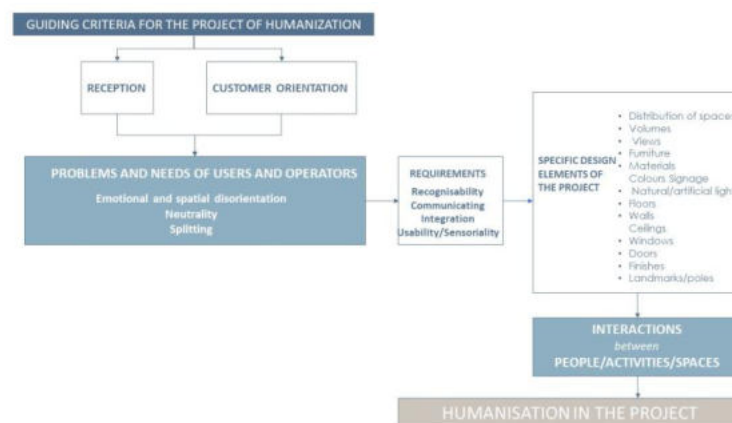 GUIDING CRITERIA FOR THE PROJECT OF HUMANIZATION
RECEPTION
CUSTOMER ORIENTATION
PROBLEMS AND NEEDS OF USERS AND OPERATORS
Emotional and spatial disorientation
Neutrality
Splitting
REQUIREMENTS
Recognisability
Communicating
Integration
Usability/Sensoriality
SPECIFIC DESIGN
ELEMENTS OF
THE PROJECT
• Distribution of spaces
• Volumes
• Views
• Furniture
• Materials
Colours Signage
• Natural/artificial light
• Floors
• Walls
Ceilings
• Windows
• Doors
• Finishes
• Landmarks/poles
INTERACTIONS
between
PEOPLE/ACTIVITIES/SPACES
HUMANISATION IN THE PROJECT